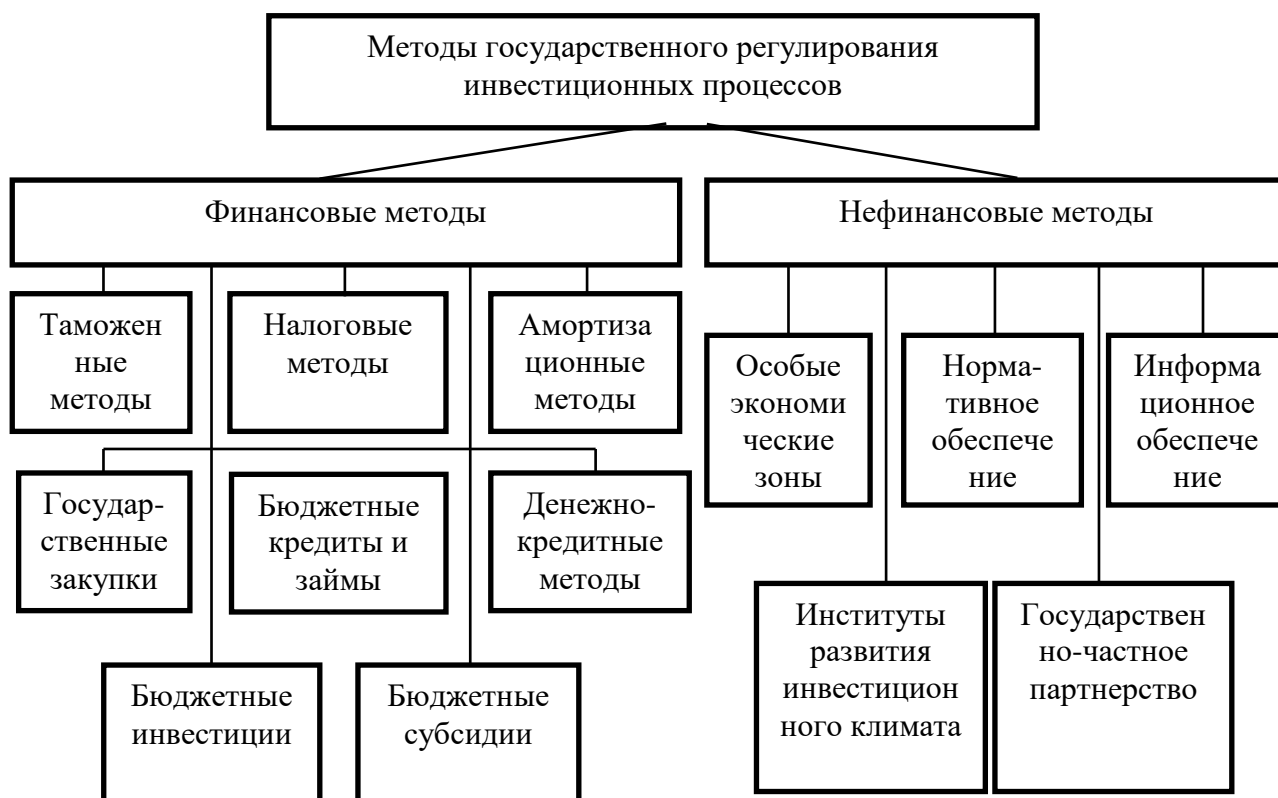 Методы государственного регулирования
инвестиционных процессов
Финансовые методы
Нефинансовые методы
Таможен
ные
методы
Налоговые
методы
Амортиза
ционные
методы
Особые
экономи
ческие
зоны
Норма-
тивное
обеспече
ние
Информа
ционное
обеспече
ние
Государ-
ственные
закупки
Бюджетные
кредиты и
займы
Денежно-
кредитные
методы
Институты
развития
инвестицион
ного климата
Государствен
но-частное
партнерство
Бюджетные
инвестиции
Бюджетные
субсидии